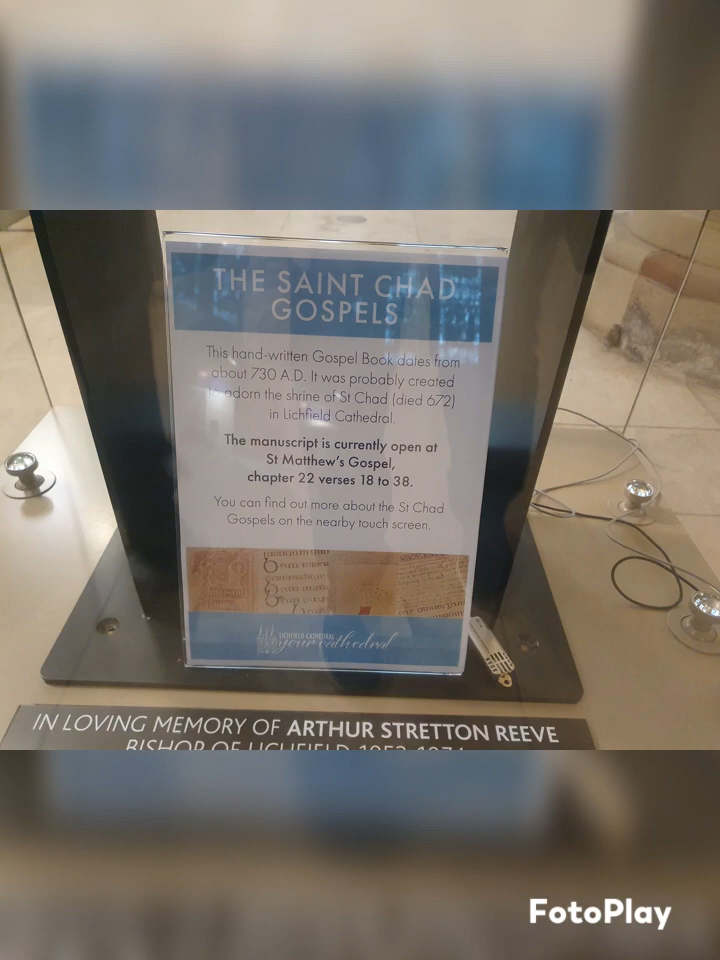 THE SAINT CHAD
GOSPELS
This hand-written Gospel Book dates from
about 730 A.D. It was probably created
to adorn the shrine of St Chad (died 672)
in Lichfield Cathedral.
The manuscript is currently open at
St Matthew's Gospel,
chapter 22 verses 18 to 38.
You can find out more about the St Chad
Gospels on the nearby touch screen.
LICHFIELD CATHEDRAL
your cathedral
IN LOVING MEMORY OF ARTHUR STRETTON REEVE
BISHOP OF LICHFIELD
FotoPlay